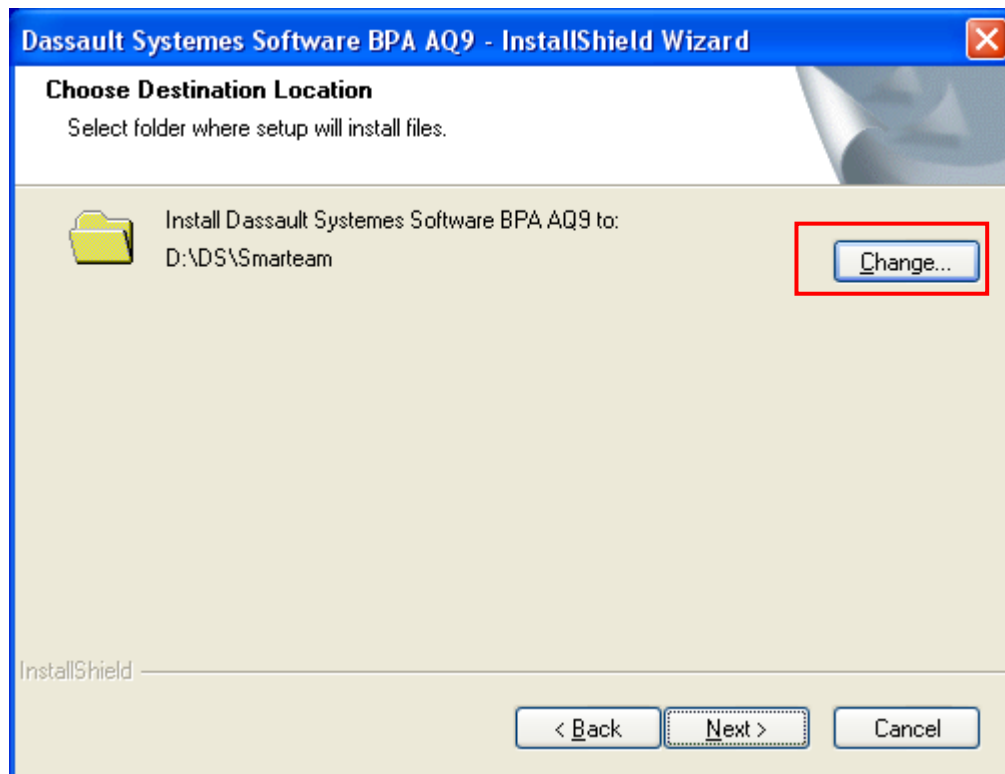 Dassault Systemes Software BPA AQ9 - InstallShield Wizard
Choose Destination Location
Select folder where setup will install files.
Install Dassault Systemes Software BPA AQ9 to:
D:\DS\Smarteam
Change...
InstallShield
< Back
Next >
Cancel